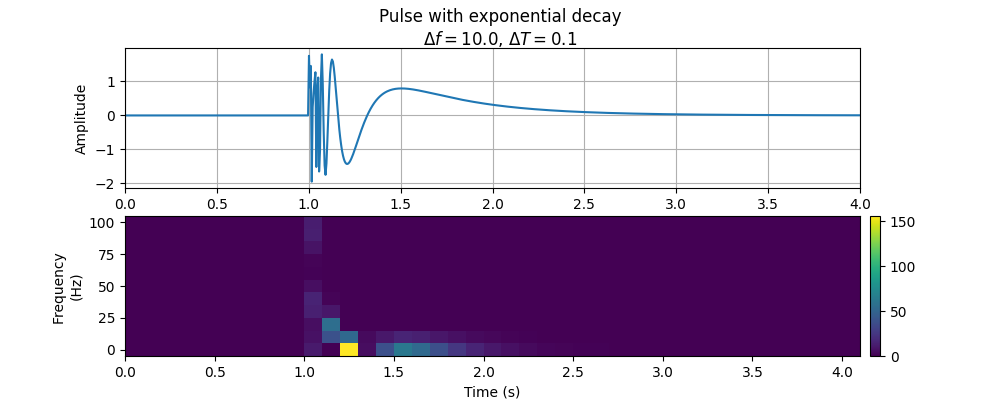 Pulse with exponential decay
Δf = 10.0, ΔT = 0.1
Amplitude
1
0
−1
−2
0.0 0.5 1.0 1.5 2.0 2.5 3.0 3.5 4.0
Frequency
(Hz)
100
75
50
25
0
150
100
50
0
0.0 0.5 1.0 1.5 2.0 2.5 3.0 3.5 4.0
Time (s)